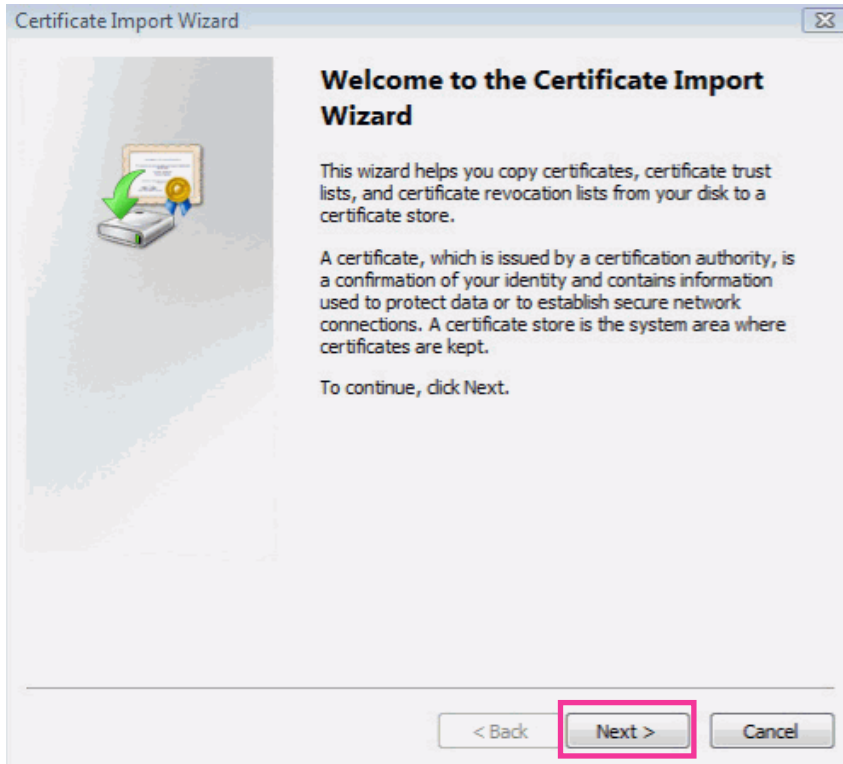 Certificate Import Wizard
Welcome to the Certificate Import
Wizard
This wizard helps you copy certificates, certificate trust
lists, and certificate revocation lists from your disk to a
certificate store.
A certificate, which is issued by a certification authority, is
a confirmation of your identity and contains information
used to protect data or to establish secure network
connections. A certificate store is the system area where
certificates are kept.
To continue, click Next.
< Back Next > Cancel